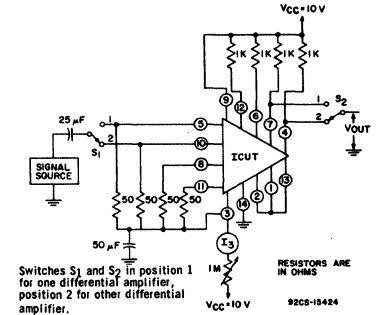 VCC=10 V
1K 1K 1K 1K
S2
1
2
VOUT
25 µF
1
2
S1
SIGNAL
SOURCE
9 12 6 7 4
5
10
8
11
ICUT
3 14 2 1 13
50 50 50 50
50 µF
I3
1M
VCC=10 V
Switches S1 and S2 in position 1
for one differential amplifier,
position 2 for other differential
amplifier.
RESISTORS ARE
IN OHMS
92CS-15424